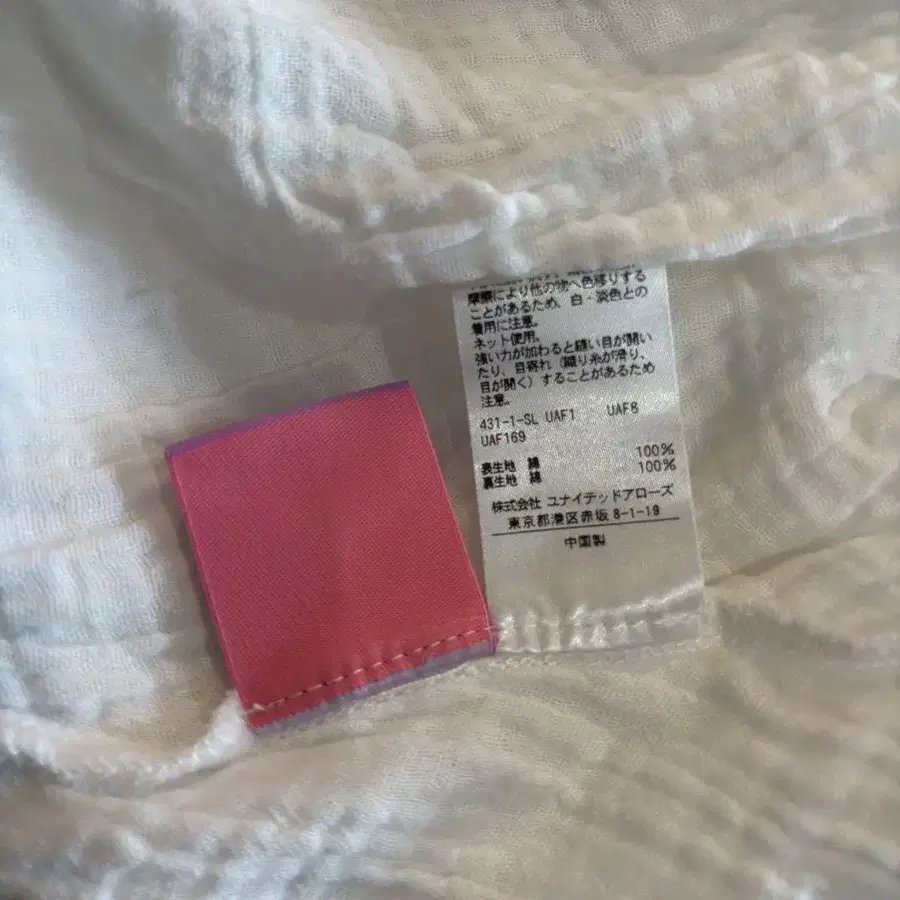 摩擦により他の物へ色移りする
ことがあるため、白・淡色との
着用に注意。
ネット使用。
強い力が加わると縫い目が開い
たり、目寄れ(織り糸が滑り、
目が開く)することがあるため
注意。
431-1-SL UAF1 UAF8
UAF169
100%
表生地 綿 100%
裏生地 綿
株式会社 ユナイテッドアローズ
東京都港区赤坂 8-1-19
中国製